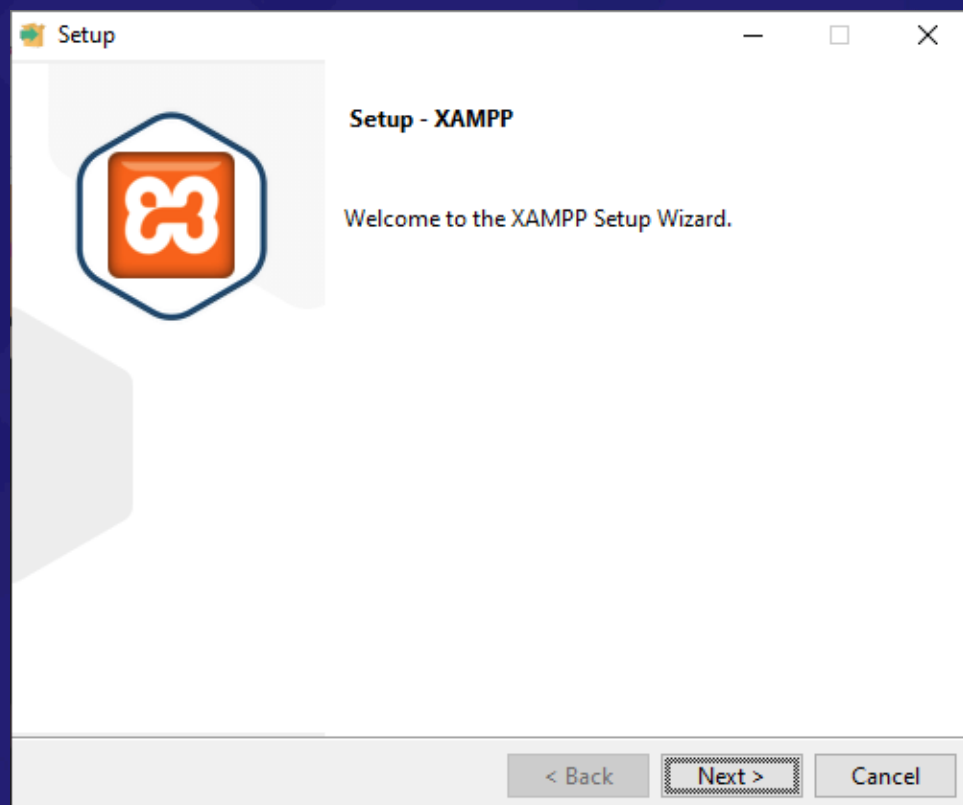 Setup
Setup - XAMPP
Welcome to the XAMPP Setup Wizard.
< Back
Next >
Cancel